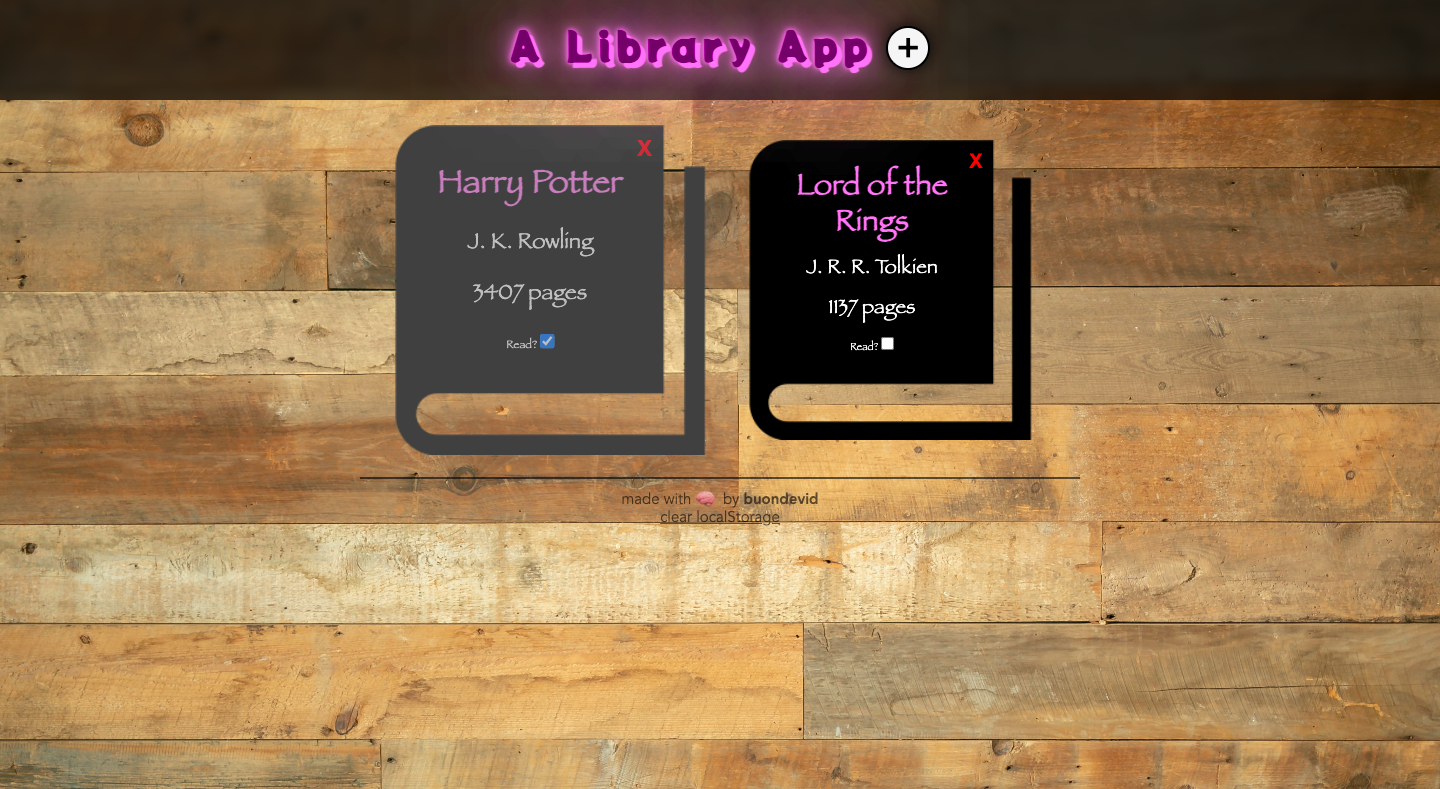 A Library App +
X
Harry Potter
J. K. Rowling
3407 pages
Read?
X
Lord of the
Rings
J. R. R. Tolkien
1137 pages
Read?
made with 🧠 by buondevid
clear localStorage